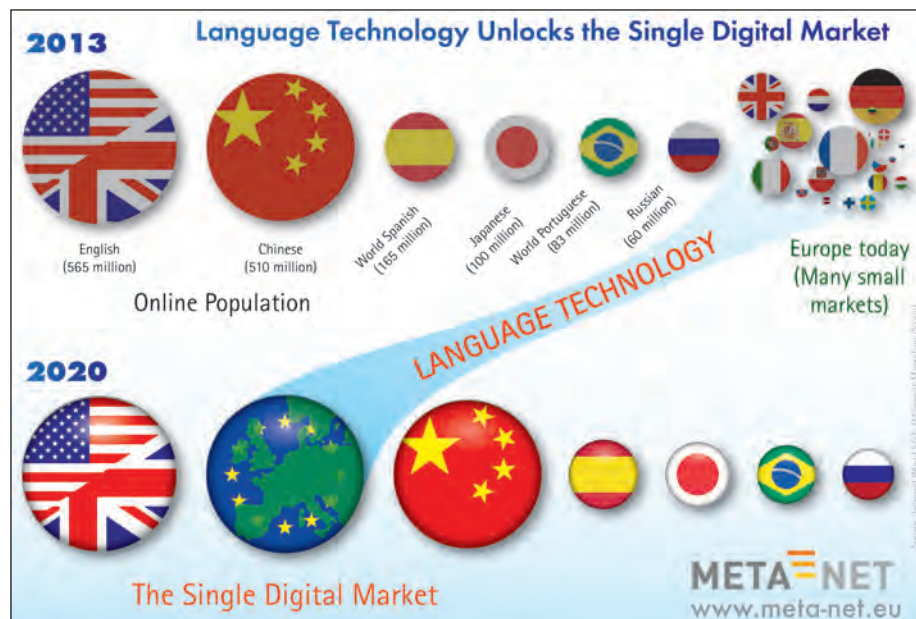 Language Technology Unlocks the Single Digital Market
2013
English
(565 million)
Chinese
(510 million)
World Spanish
(165 million)
Japanese
(100 million)
World Portuguese
(83 million)
Russian
(60 million)
Europe today
(Many small
markets)
Online Population
LANGUAGE TECHNOLOGY
2020
The Single Digital Market
META NET
www.meta-net.eu